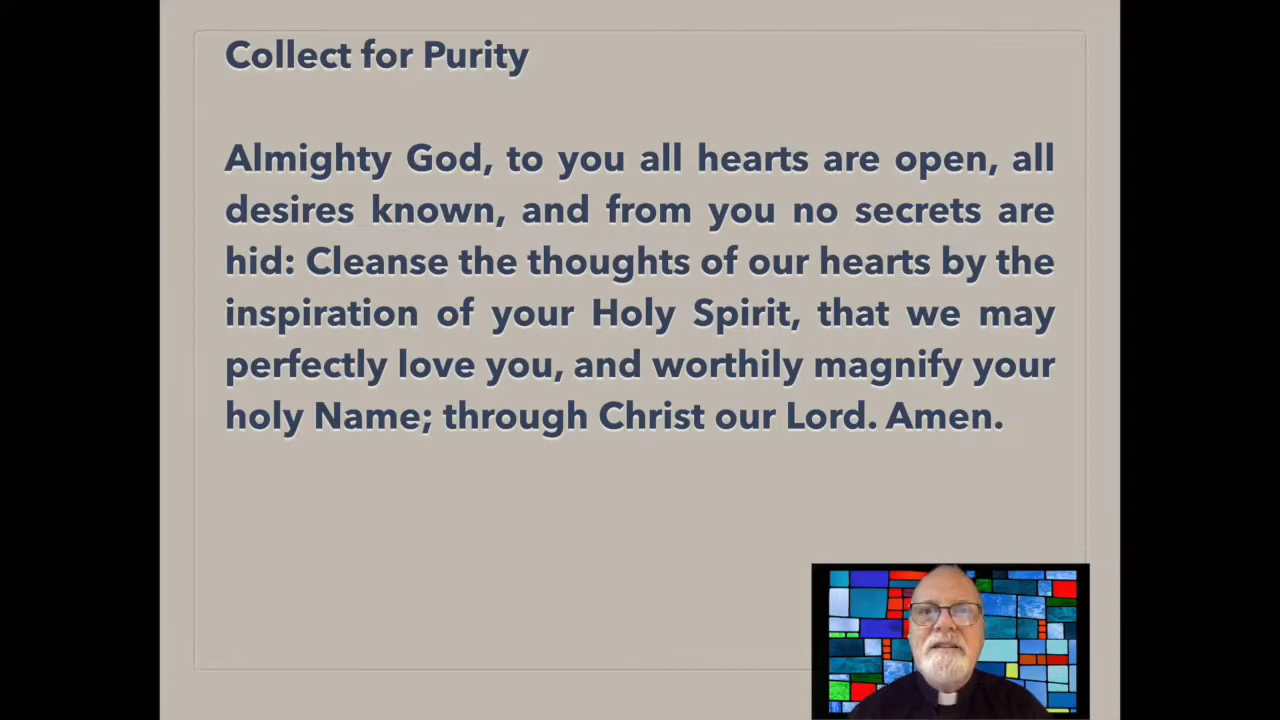 Collect for Purity
Almighty God, to you all hearts are open, all
desires known, and from you no secrets are
hid: Cleanse the thoughts of our hearts by the
inspiration of your Holy Spirit, that we may
perfectly love you, and worthily magnify your
holy Name; through Christ our Lord. Amen.